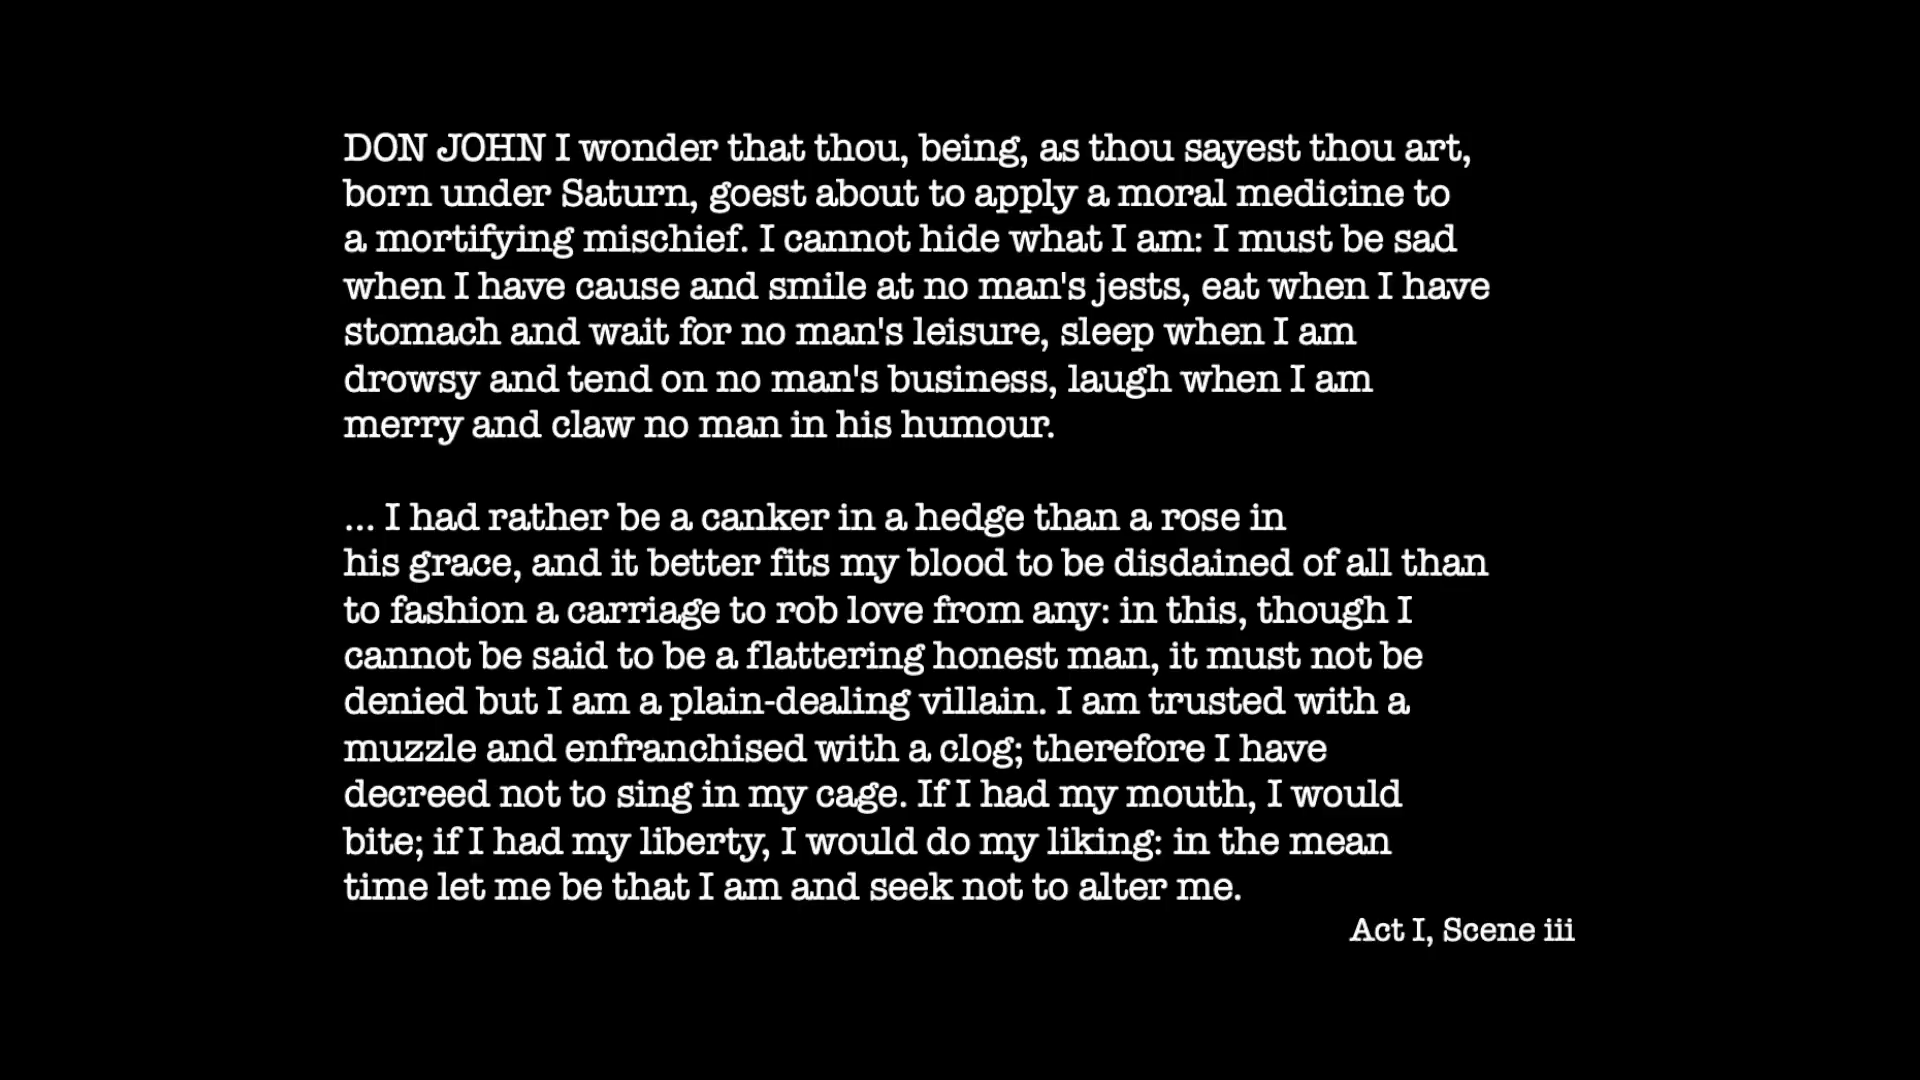 DON JOHN I wonder that thou, being, as thou sayest thou art,
born under Saturn, goest about to apply a moral medicine to
a mortifying mischief. I cannot hide what I am: I must be sad
when I have cause and smile at no man's jests, eat when I have
stomach and wait for no man's leisure, sleep when I am
drowsy and tend on no man's business, laugh when I am
merry and claw no man in his humour.
... I had rather be a canker in a hedge than a rose in
his grace, and it better fits my blood to be disdained of all than
to fashion a carriage to rob love from any: in this, though I
cannot be said to be a flattering honest man, it must not be
denied but I am a plain-dealing villain. I am trusted with a
muzzle and enfranchised with a clog; therefore I have
decreed not to sing in my cage. If I had my mouth, I would
bite; if I had my liberty, I would do my liking: in the mean
time let me be that I am and seek not to alter me.
Act I, Scene iii